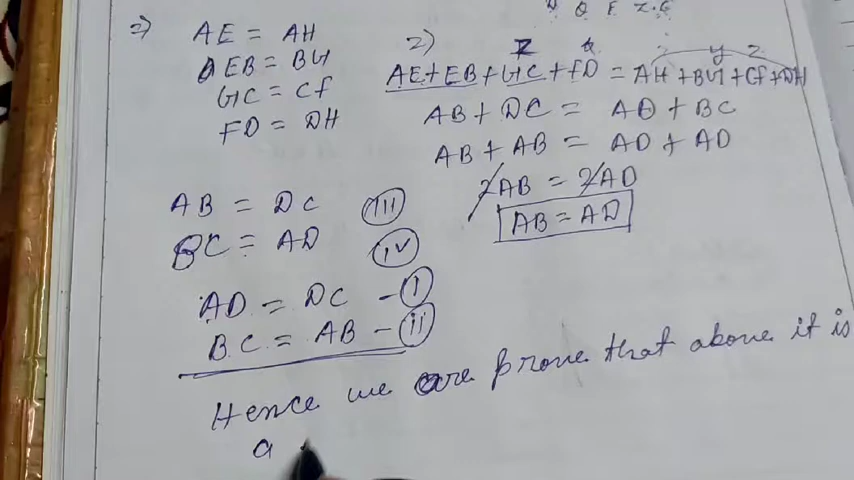 2)
AE = AH
EB = BG
GC = CF
FD = DH
AB = DC (III)
BC = AD (IV)
AD = DC - (I)
BC = AB - (ii)
2)
AE+EB+GC+FD = AH+BG+CF+DH
AB + DC = AD + BC
AB + AB = AD + AD
2AB = 2AD
AB = AD
Hence we are prove that above it is
a